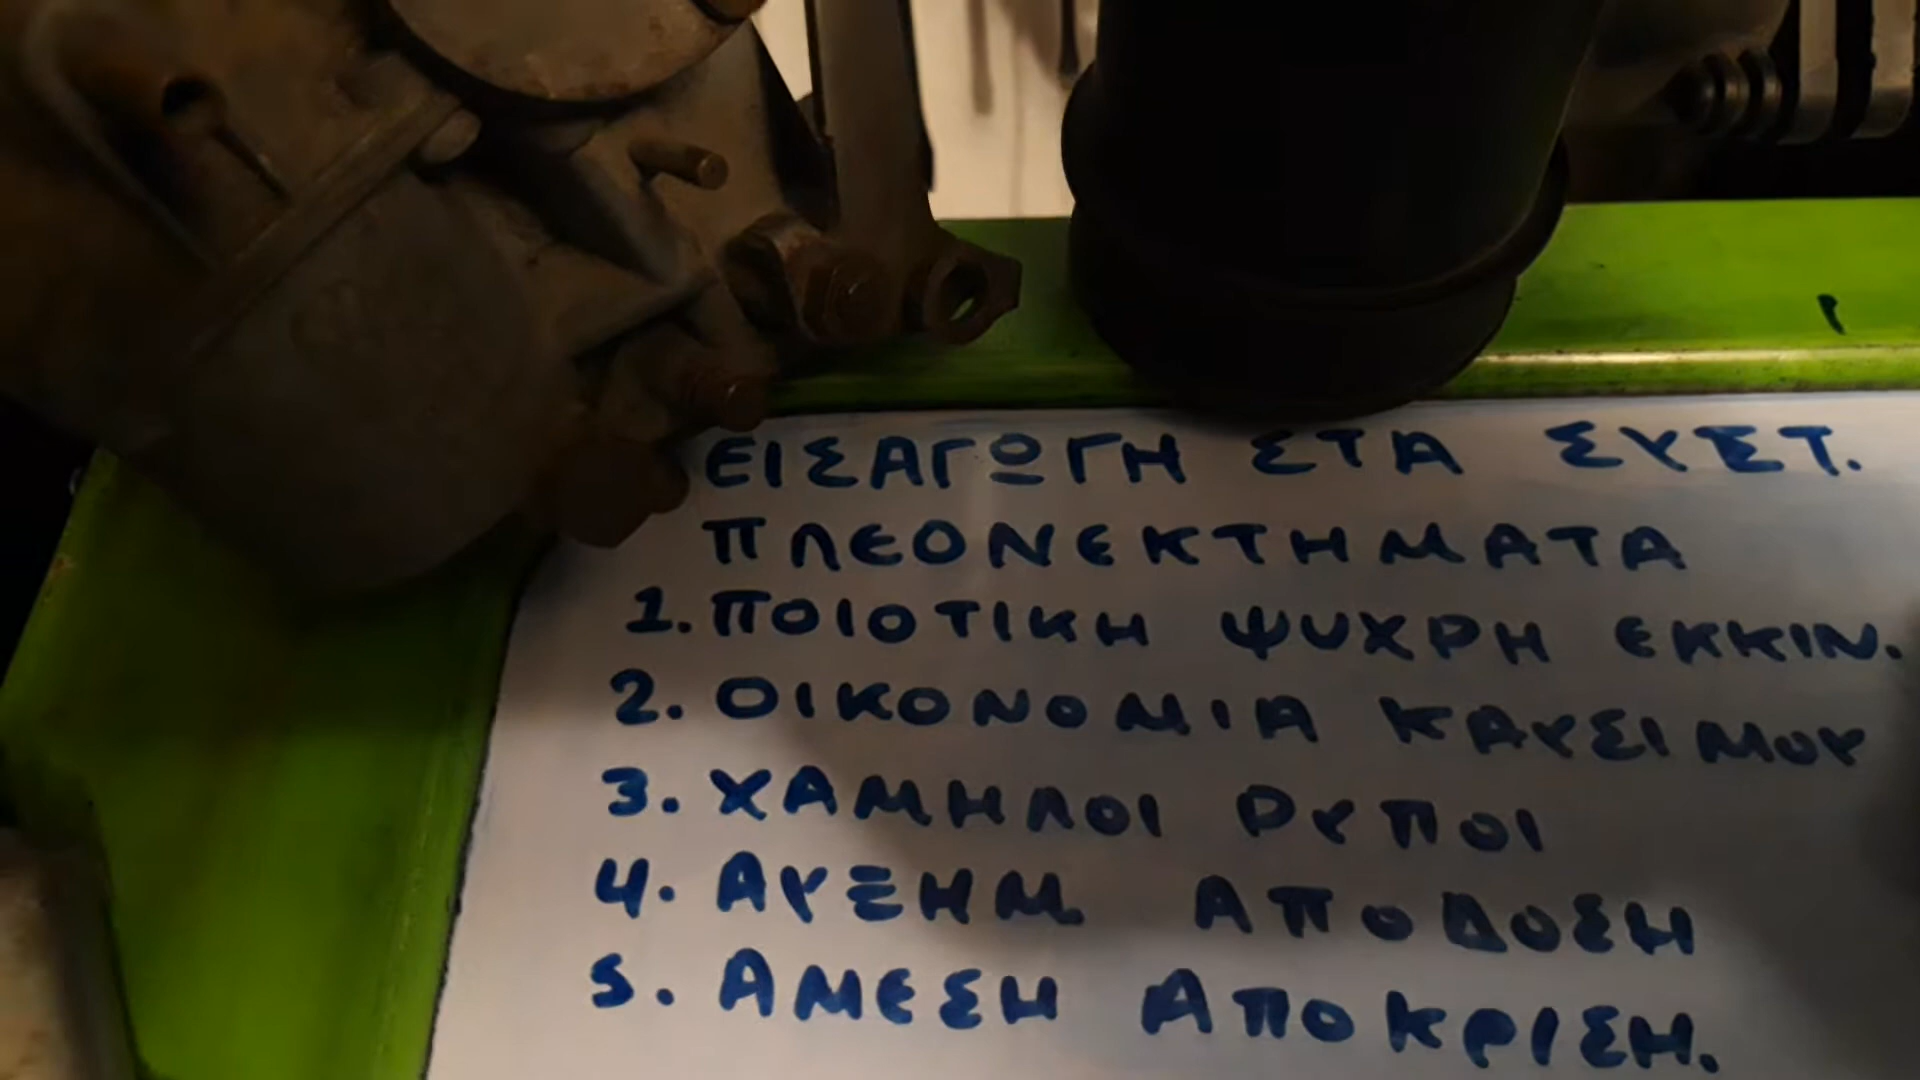 ΕΙΣΑΓΩΓΗ ΣΤΑ ΣΥΣΤ.
ΠΛΕΟΝΕΚΤΗΜΑΤΑ
1. ΠΟΙΟΤΙΚΗ ΨΥΧΡΗ ΕΚΚΙΝ.
2. ΟΙΚΟΝΟΜΙΑ ΚΑΥΣΙΜΟΥ
3. ΧΑΜΗΛΟΙ ΡΥΠΟΙ
4. ΑΥΞΗΜ ΑΠΟΔΟΣΗ
5. ΑΜΕΣΗ ΑΠΟΚΡΙΣΗ.